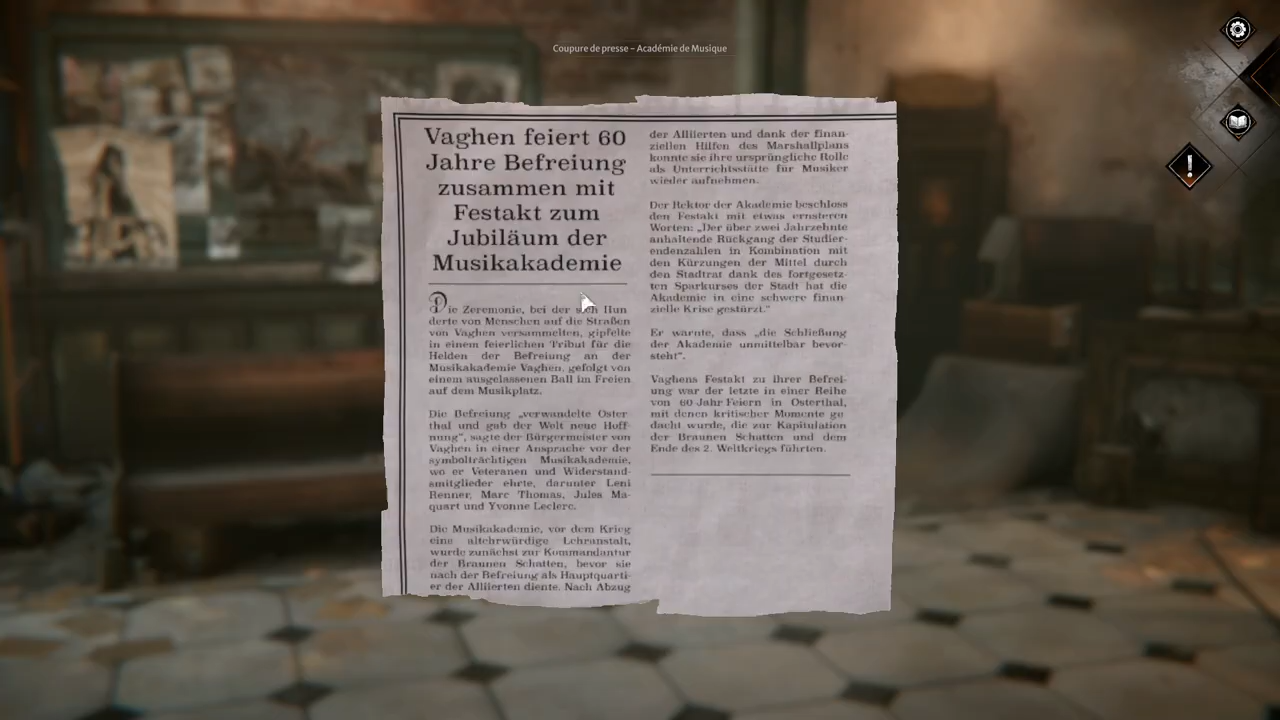 Coupure de presse – Académie de Musique
Vaghen feiert 60
Jahre Befreiung
zusammen mit
Festakt zum
Jubiläum der
Musikakademie
Die Zeremonie, bei der sich Hun
derte von Menschen auf die Straßen
von Vaghen versammelten, gipfelte
in einem feierlichen Tribut für die
Helden der Befreiung an der
Musikakademie Vaghen, gefolgt von
einem ausgelassenen Ball im Freien
auf dem Musikplatz.
Die Befreiung „verwandelte Oster
thal und gab der Welt neue Hoff-
nung“, sagte der Bürgermeister von
Vaghen in einer Ansprache vor der
symbolträchtigen Musikakademie,
wo er Veteranen und Widerstand-
smitglieder ehrte, darunter Leni
Renner, Marc Thomas, Jules Ma-
quart und Yvonne Leclerc.
Die Musikakademie, vor dem Krieg
eine altehrwürdige Lehranstalt,
wurde zunächst zur Kommandantur
der Braunen Schatten, bevor sie
nach der Befreiung als Hauptquarti-
er der Alliierten diente. Nach Abzug
der Alliierten und dank der finan-
ziellen Hilfen des Marshallplans
konnte sie ihre ursprüngliche Rolle
als Unterrichtsstätte für Musiker
wieder aufnehmen.
Der Rektor der Akademie beschloss
den Festakt mit etwas ernsteren
Worten: „Der über zwei Jahrzehnte
anhaltende Rückgang der Studier-
endenzahlen in Kombination mit
den Kürzungen der Mittel durch
den Stadtrat dank des fortgesetz-
ten Sparkurses der Stadt hat die
Akademie in eine schwere finan-
zielle Krise gestürzt.“
Er warnte, dass „die Schließung
der Akademie unmittelbar bevor-
steht“.
Vaghens Festakt zu ihrer Befrei-
ung war der letzte in einer Reihe
von 60-Jahr-Feiern in Osterthal,
mit denen kritischer Momente ge
dacht wurde, die zur Kapitulation
der Braunen Schatten und dem
Ende des 2. Weltkriegs führten.